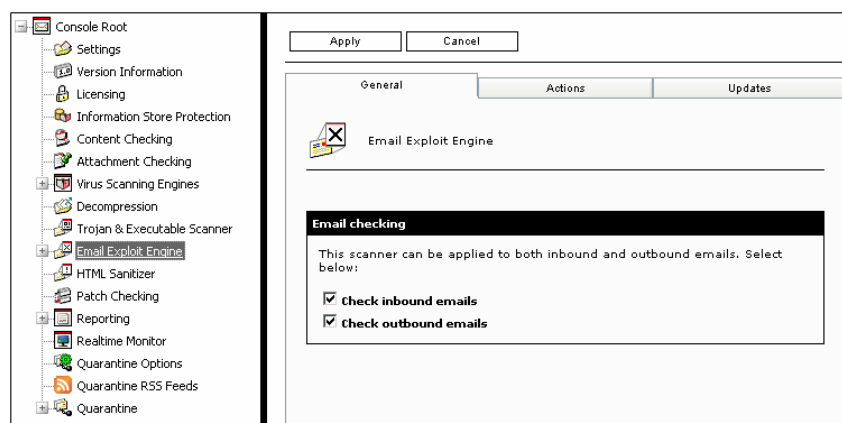 Console Root
Settings
Version Information
Licensing
Information Store Protection
Content Checking
Attachment Checking
Virus Scanning Engines
Decompression
Trojan & Executable Scanner
Email Exploit Engine
HTML Sanitizer
Patch Checking
Reporting
Realtime Monitor
Quarantine Options
Quarantine RSS Feeds
Quarantine
Apply Cancel
General Actions Updates
Email Exploit Engine
Email checking
This scanner can be applied to both inbound and outbound emails. Select
below:
Check inbound emails
Check outbound emails